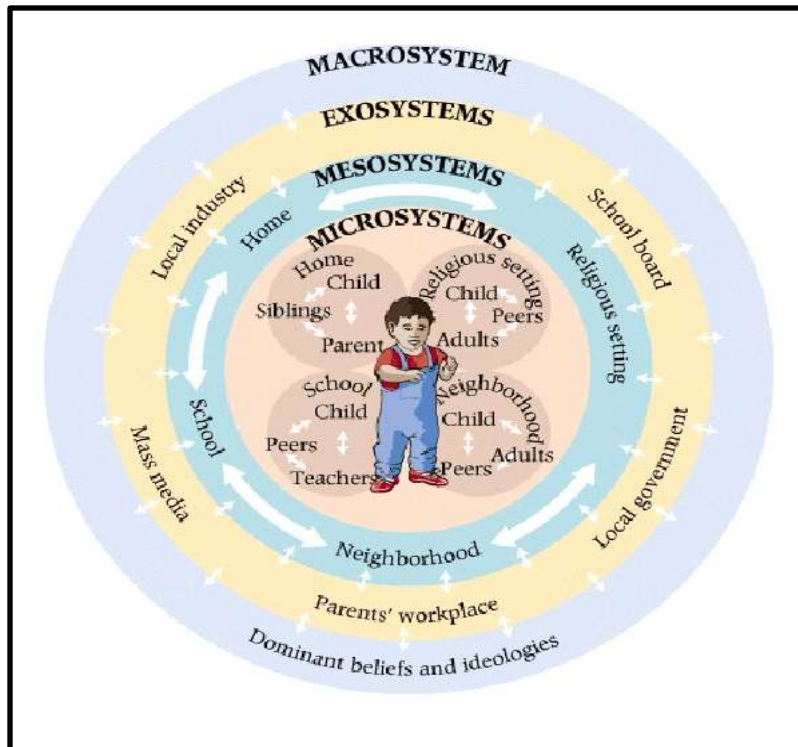 MACROSYSTEM
EXOSYSTEMS
MESOSYSTEMS
MICROSYSTEMS
Local industry
Home
School board
Religious setting
Home
Child
Siblings
Parent
Religious setting
Child
Peers
Adults
School
Child
Peers
Teachers
Neighborhood
Child
Adults
Peers
School
Mass media
Neighborhood
Local government
Parents' workplace
Dominant beliefs and ideologies